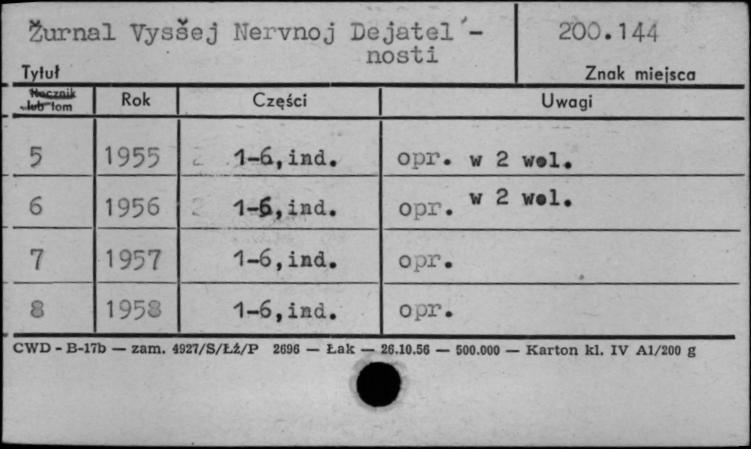 Žurnal Vysšej Nervnoj Dejatel'- 200.144
nosti
Tytuł Znak miejsca
Rocznik lub tom Rok Części Uwagi
5 1955 1-6,ind. opr. w 2 wol.
6 1956 1-6,ind. opr. w 2 wol.
7 1957 1-6,ind. opr.
8 1958 1-6,ind. opr.
CWD - B-17b — zam. 4927/S/Łź/P 2696 — Łak — 26.10.56 — 500.000 — Karton kl. IV A1/200 g